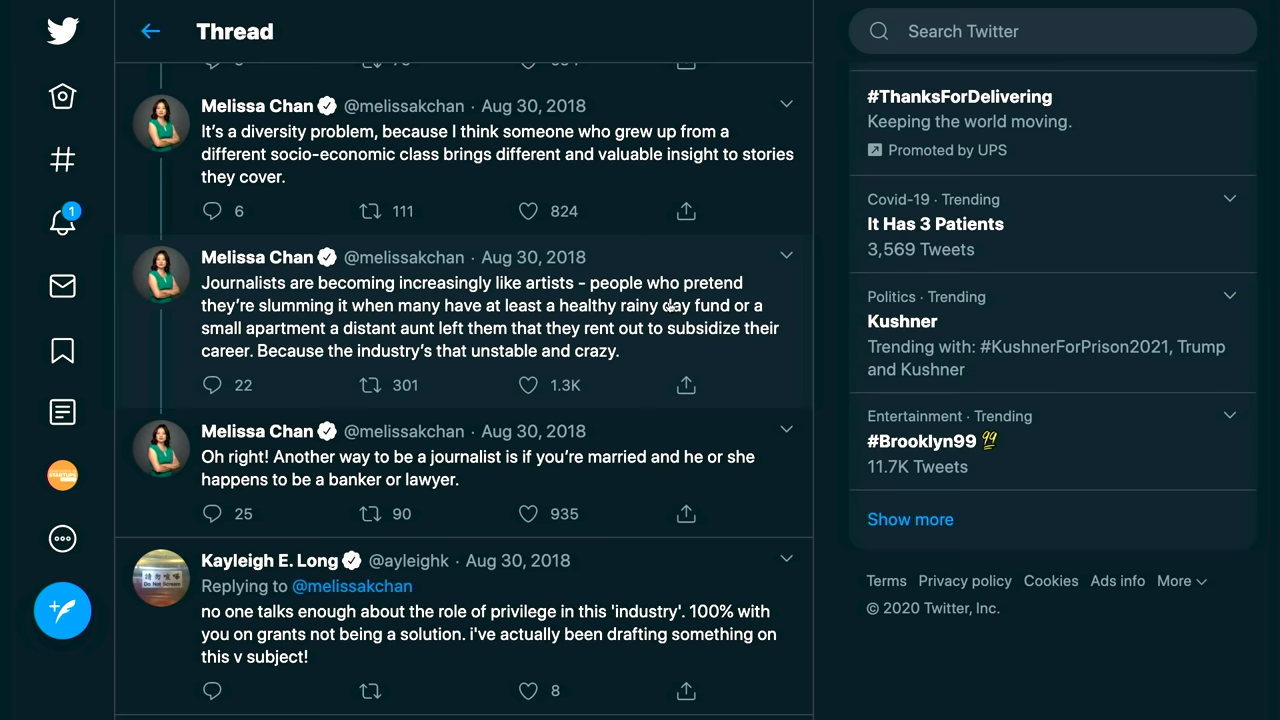 Thread
Search Twitter
Melissa Chan @melissakchan · Aug 30, 2018
It’s a diversity problem, because I think someone who grew up from a
different socio-economic class brings different and valuable insight to stories
they cover.
6 111 824
Melissa Chan @melissakchan · Aug 30, 2018
Journalists are becoming increasingly like artists - people who pretend
they’re slumming it when many have at least a healthy rainy day fund or a
small apartment a distant aunt left them that they rent out to subsidize their
career. Because the industry’s that unstable and crazy.
22 301 1.3K
Melissa Chan @melissakchan · Aug 30, 2018
Oh right! Another way to be a journalist is if you’re married and he or she
happens to be a banker or lawyer.
25 90 935
Kayleigh E. Long @ayleighk · Aug 30, 2018
Replying to @melissakchan
no one talks enough about the role of privilege in this 'industry'. 100% with
you on grants not being a solution. i've actually been drafting something on
this v subject!
8
请勿喧哗
Do Not Scream
1
#ThanksForDelivering
Keeping the world moving.
Promoted by UPS
Covid-19 · Trending
It Has 3 Patients
3,569 Tweets
Politics · Trending
Kushner
Trending with: #KushnerForPrison2021, Trump
and Kushner
Entertainment · Trending
#Brooklyn99
11.7K Tweets
Show more
Terms Privacy policy Cookies Ads info More
© 2020 Twitter, Inc.